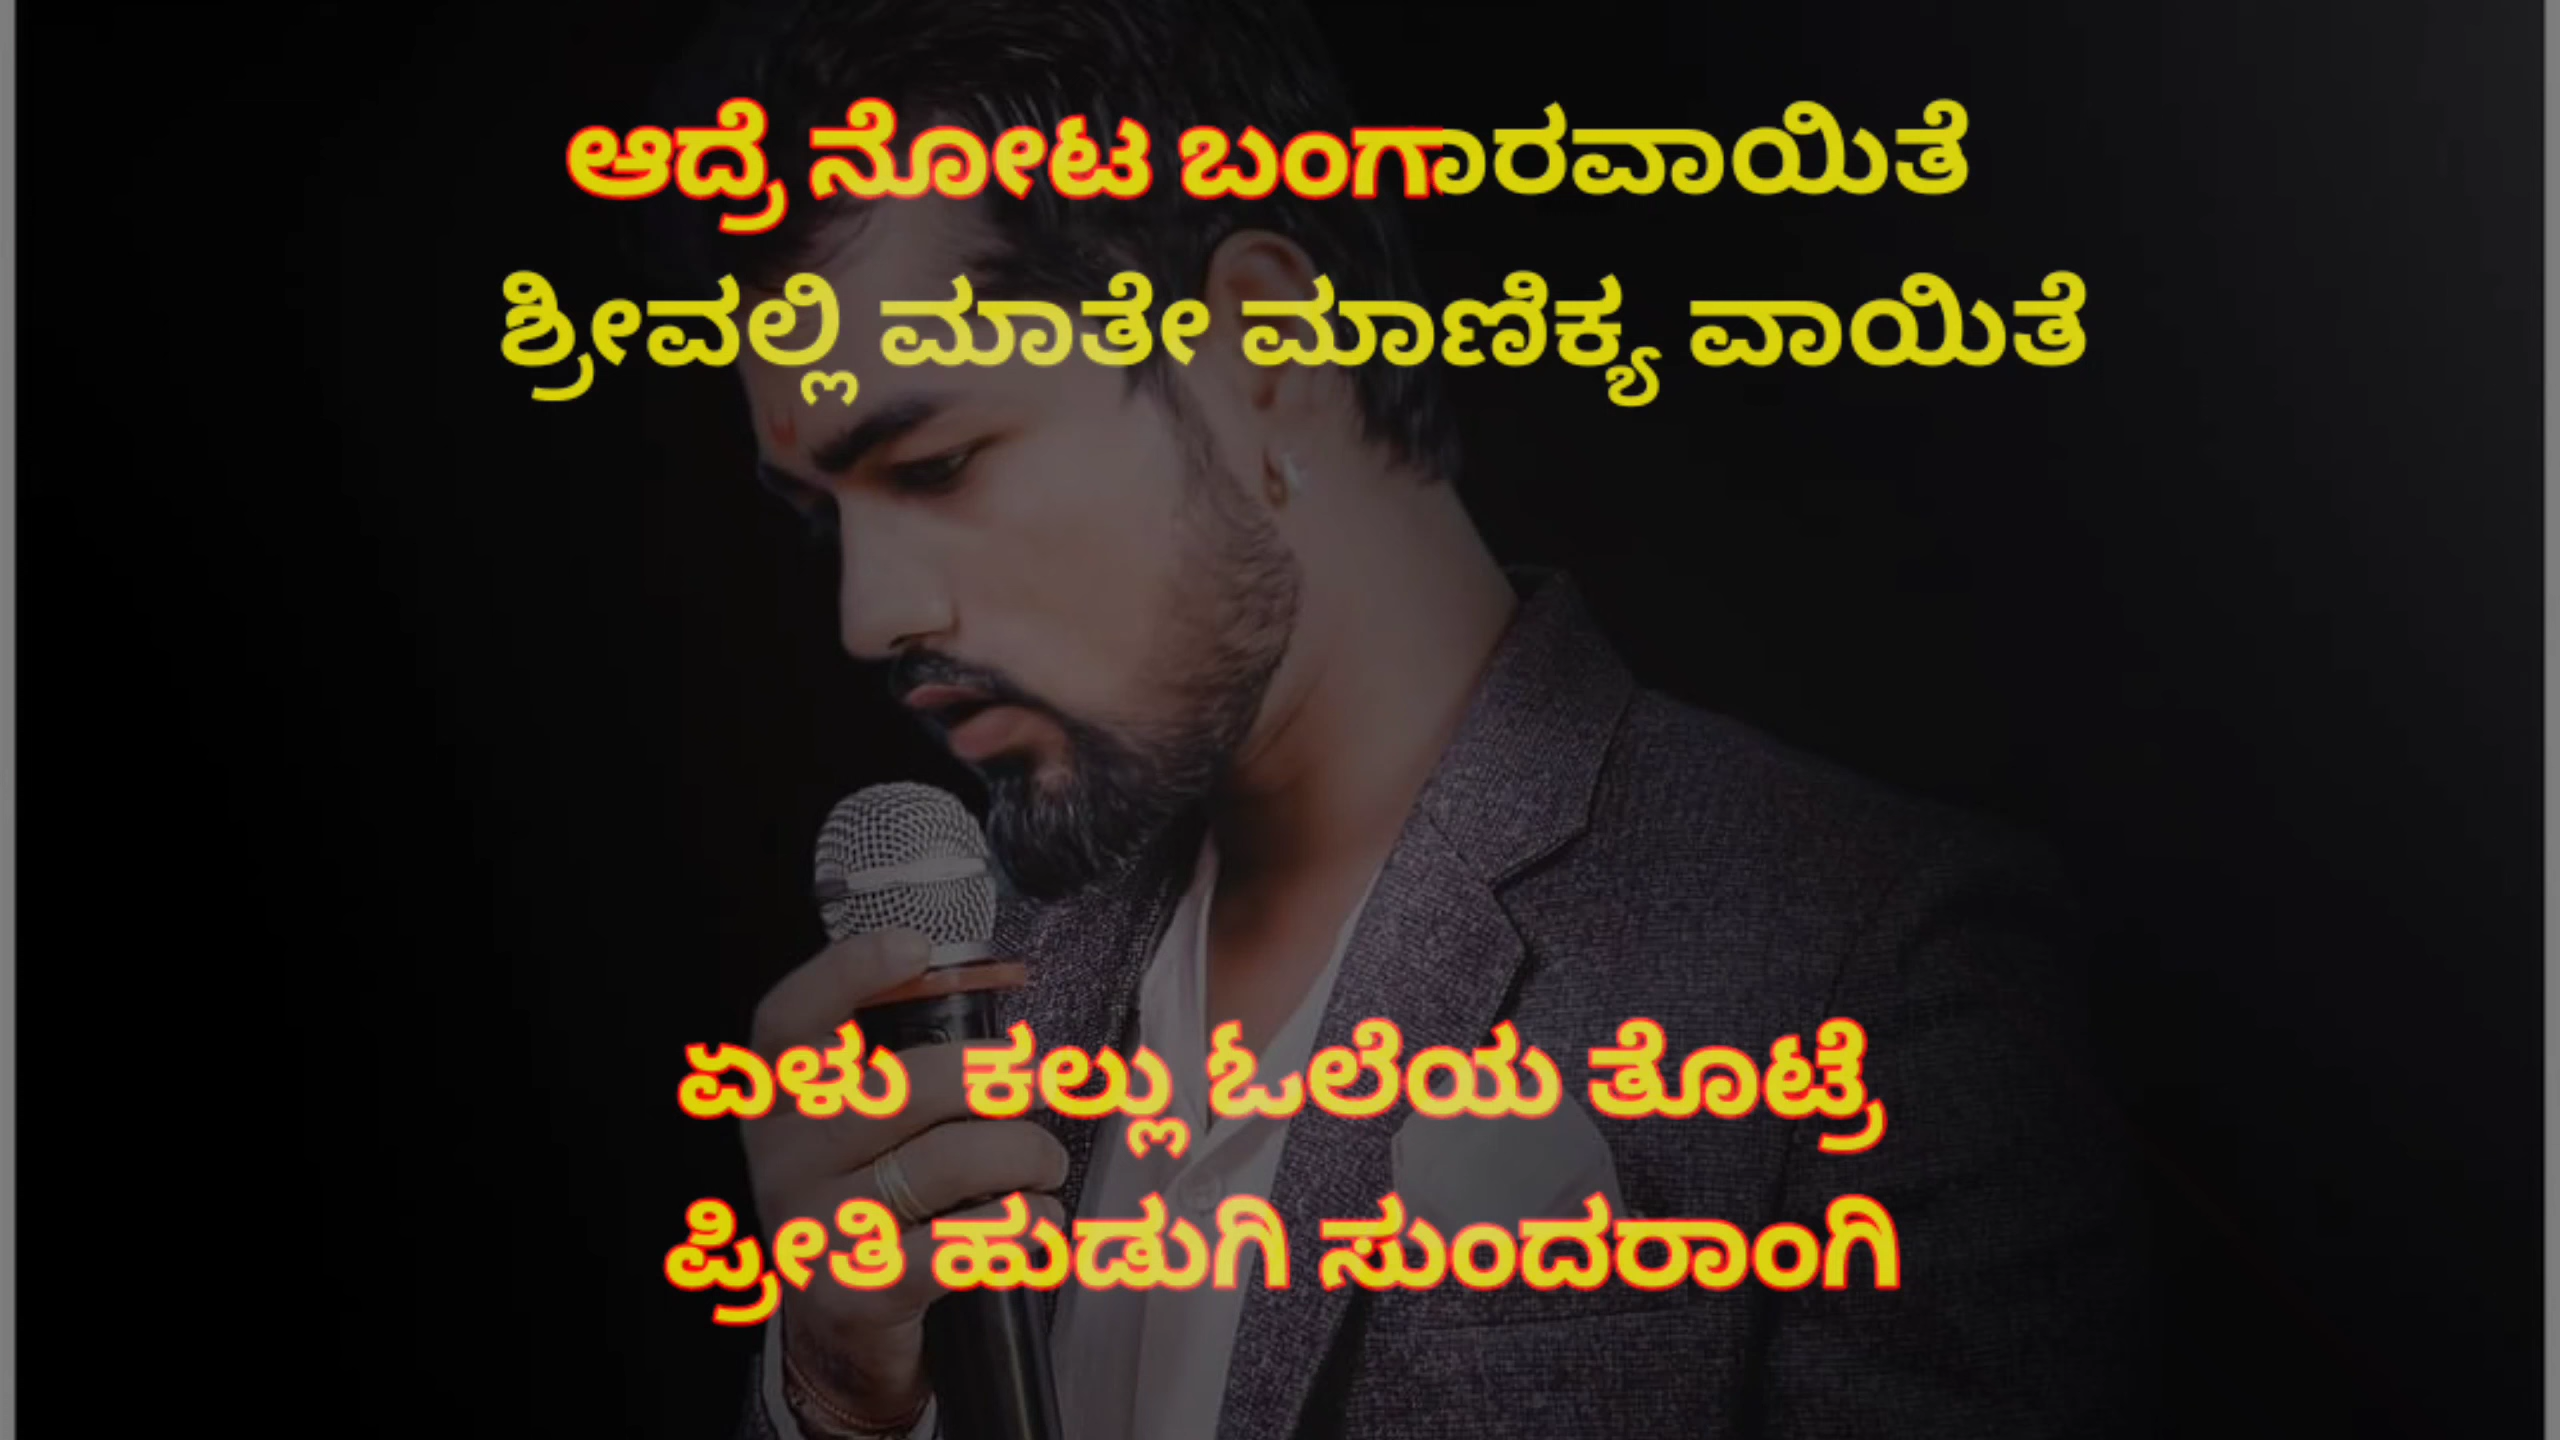 ಆದ್ರೆ ನೋಟ ಬಂಗಾರವಾಯಿತೆ
ಶ್ರೀವಲ್ಲಿ ಮಾತೇ ಮಾಣಿಕ್ಯ ವಾಯಿತೆ
ಏಳು ಕಲ್ಲು ಓಲೆಯ ತೊಟ್ರೆ
ಪ್ರೀತಿ ಹುಡುಗಿ ಸುಂದರಾಂಗಿ